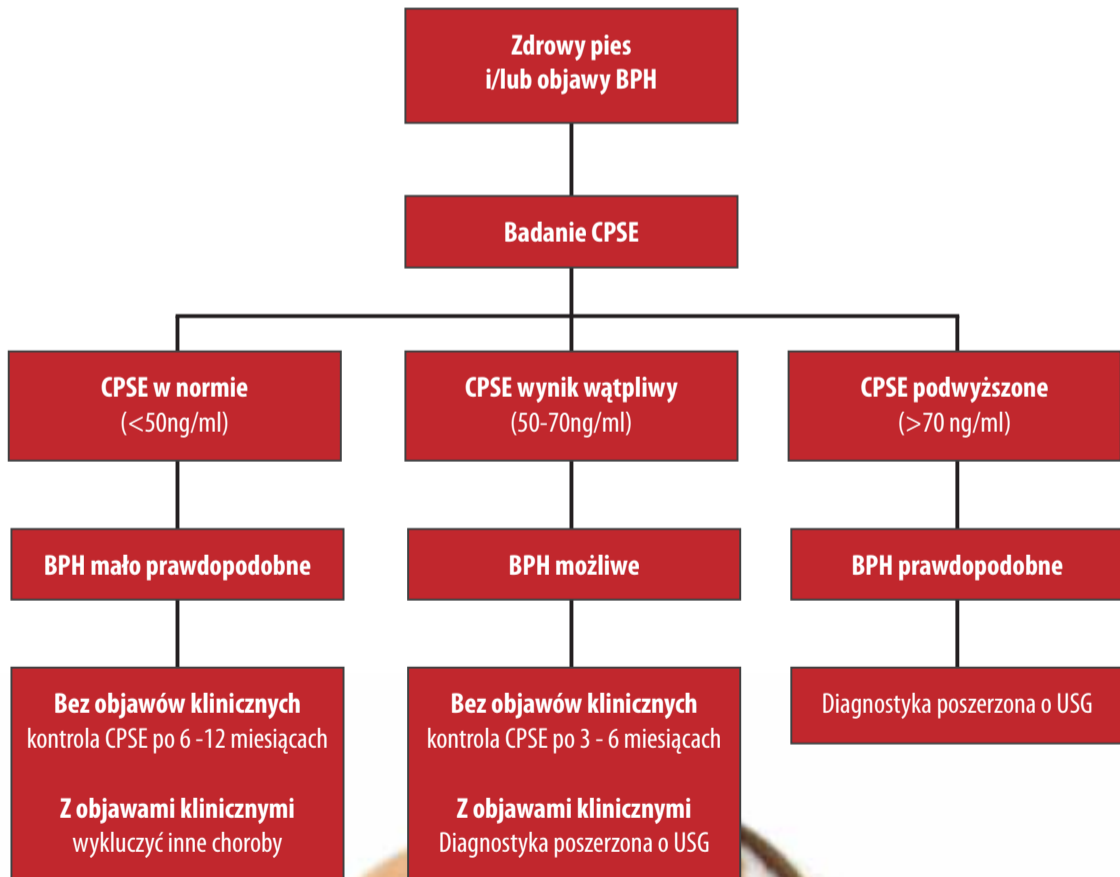 Zdrowy pies
i/lub objawy BPH
Badanie CPSE
CPSE w normie
(<50ng/ml)
CPSE wynik wątpliwy
(50-70ng/ml)
CPSE podwyższone
(>70 ng/ml)
BPH mało prawdopodobne
BPH możliwe
BPH prawdopodobne
Bez objawów klinicznych
kontrola CPSE po 6 -12 miesiącach
Z objawami klinicznymi
wykluczyć inne choroby
Bez objawów klinicznych
kontrola CPSE po 3 - 6 miesiącach
Z objawami klinicznymi
Diagnostyka poszerzona o USG
Diagnostyka poszerzona o USG